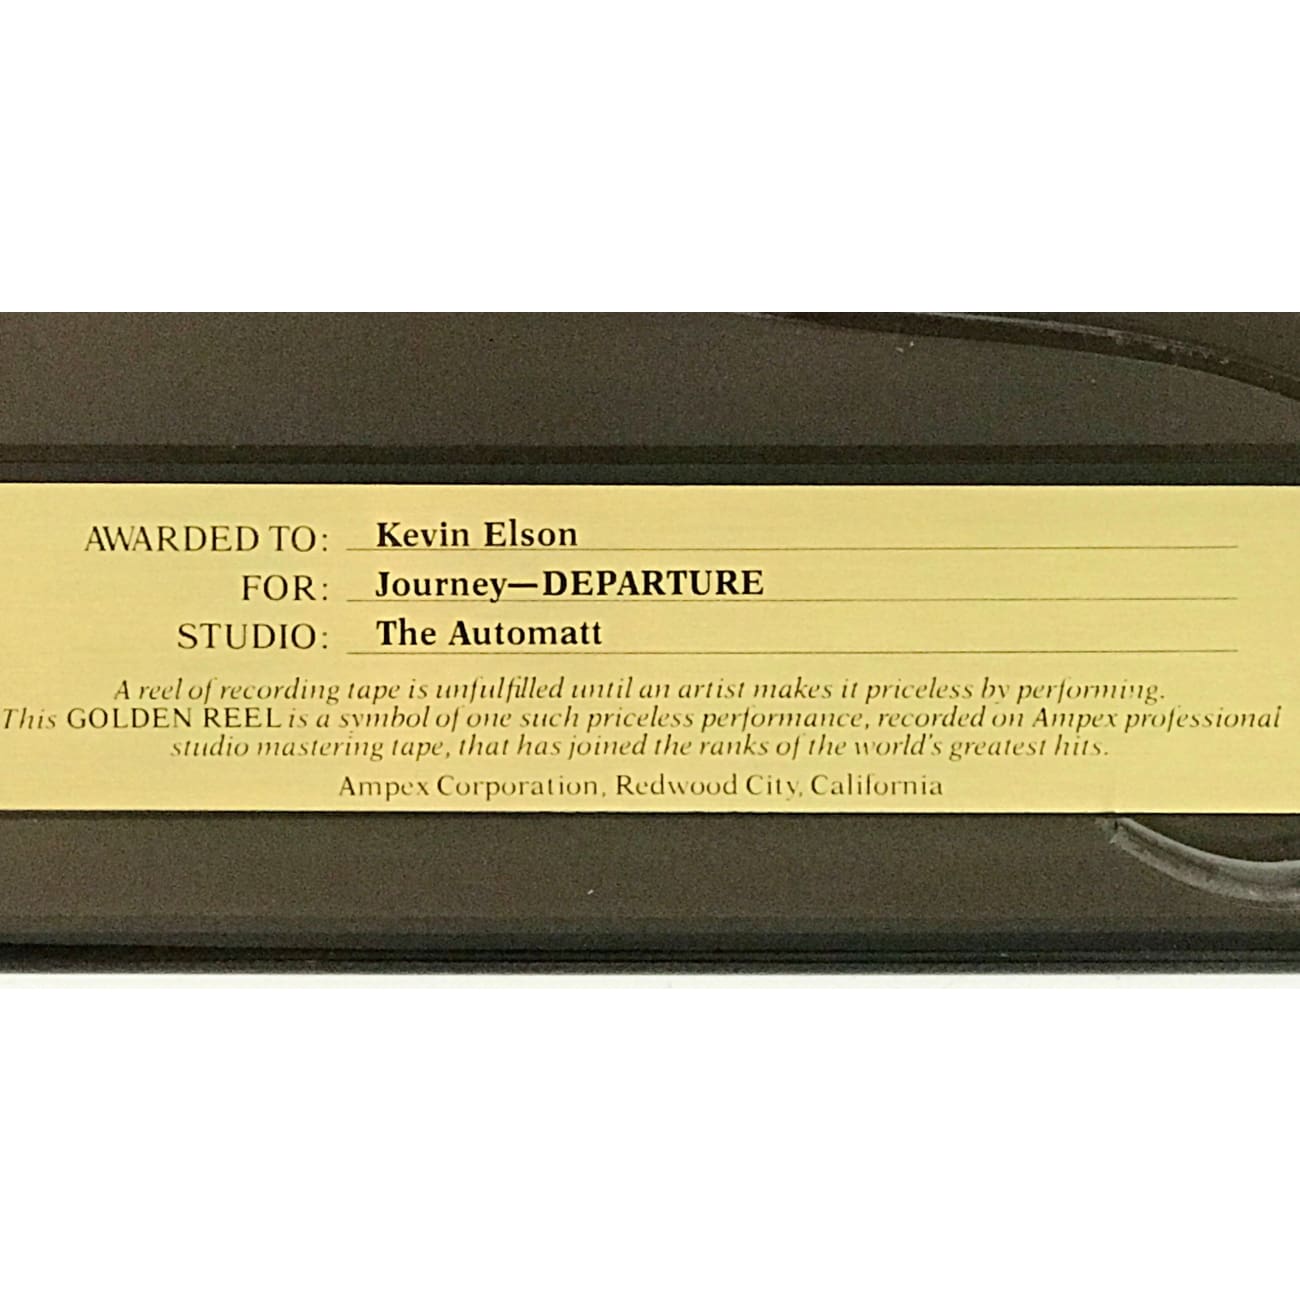 AWARDED TO: Kevin Elson
FOR: Journey—DEPARTURE
STUDIO: The Automatt
A reel of recording tape is unfulfilled until an artist makes it priceless by performing.
This GOLDEN REEL is a symbol of one such priceless performance, recorded on Ampex professional
studio mastering tape, that has joined the ranks of the world's greatest hits.
Ampex Corporation, Redwood City, California